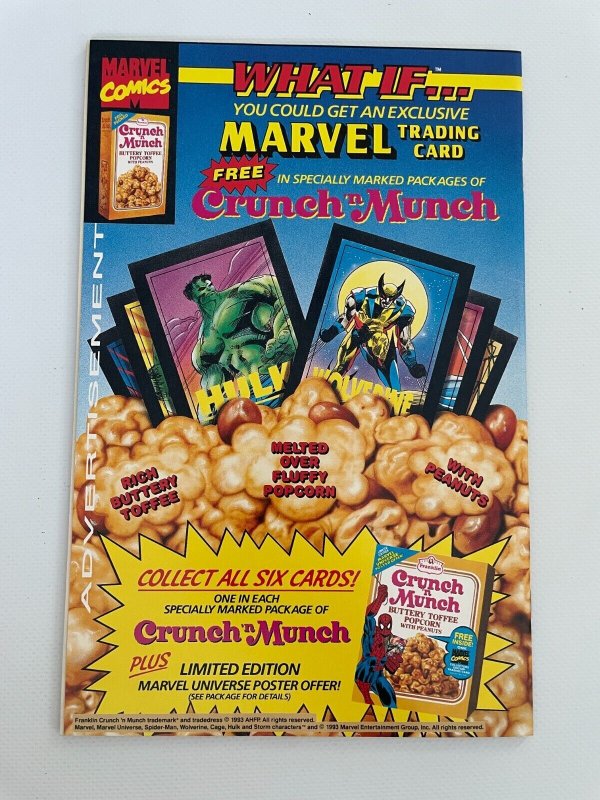 MARVEL
COMICS
Crunch
'n
Munch
BUTTERY TOFFEE
POPCORN
WITH PEANUTS
WHAT IF...™
YOU COULD GET AN EXCLUSIVE
MARVEL TRADING
CARD
FREE IN SPECIALLY MARKED PACKAGES OF
Crunch 'n Munch
ADVERTISEMENT
HULK
WOLVERINE
RICH
BUTTERY
TOFFEE
MELTED
OVER
FLUFFY
POPCORN
WITH
PEANUTS
COLLECT ALL SIX CARDS!
ONE IN EACH
SPECIALLY MARKED PACKAGE OF
Crunch 'n Munch
PLUS LIMITED EDITION
MARVEL UNIVERSE POSTER OFFER!
(SEE PACKAGE FOR DETAILS)
Franklin
Crunch
'n
Munch
BUTTERY TOFFEE
POPCORN
WITH PEANUTS
FREE
INSIDE!
COMICS
Franklin Crunch 'n Munch trademark* and tradedress © 1993 AHFP. All rights reserved.
Marvel, Marvel Universe, Spider-Man, Wolverine, Cage, Hulk and Storm characters™ and © 1993 Marvel Entertainment Group, Inc. All rights reserved.